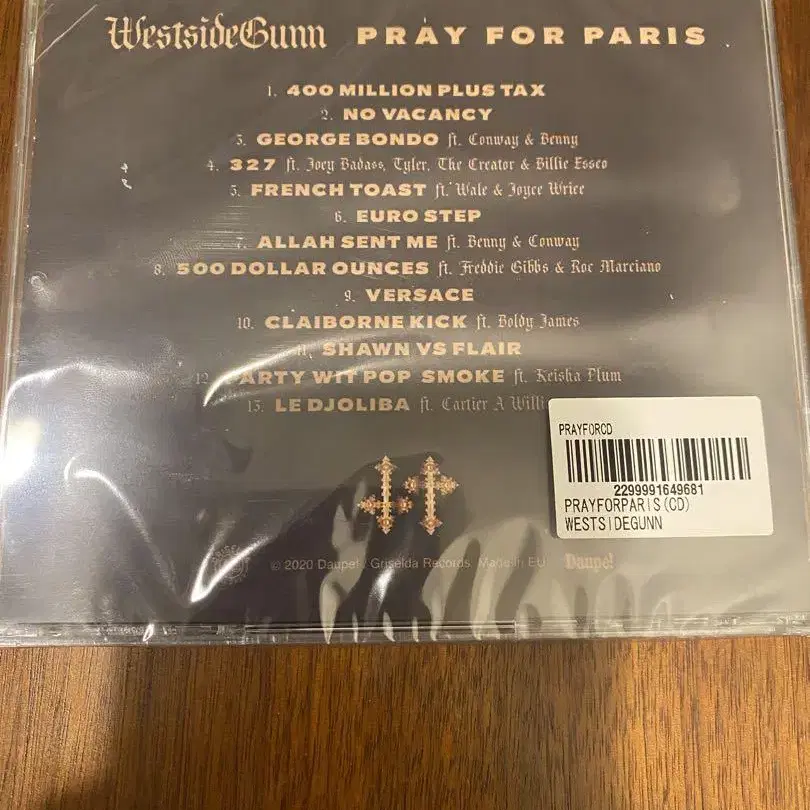 WestsideGunn PRAY FOR PARIS
1. 400 MILLION PLUS TAX
2. NO VACANCY
3. GEORGE BONDO ft. Conway & Benny
4. 327 ft. Joey Badass, Tyler, The Creator & Billie Essco
5. FRENCH TOAST ft. Wale & Joyce Wrice
6. EURO STEP
7. ALLAH SENT ME ft. Benny & Conway
8. 500 DOLLAR OUNCES ft. Freddie Gibbs & Roc Marciano
9. VERSACE
10. CLAIBORNE KICK ft. Boldy James
11. SHAWN VS FLAIR
12. PARTY WIT POP SMOKE ft. Keisha Plum
13. LE DJOLIBA ft. Cartier A Willi
PRAYFORCD
2299991649681
PRAYFORPARIS(CD)
WESTSIDEGUNN
© 2020 Daupe! / Griselda Records. Made in EU Daupe!